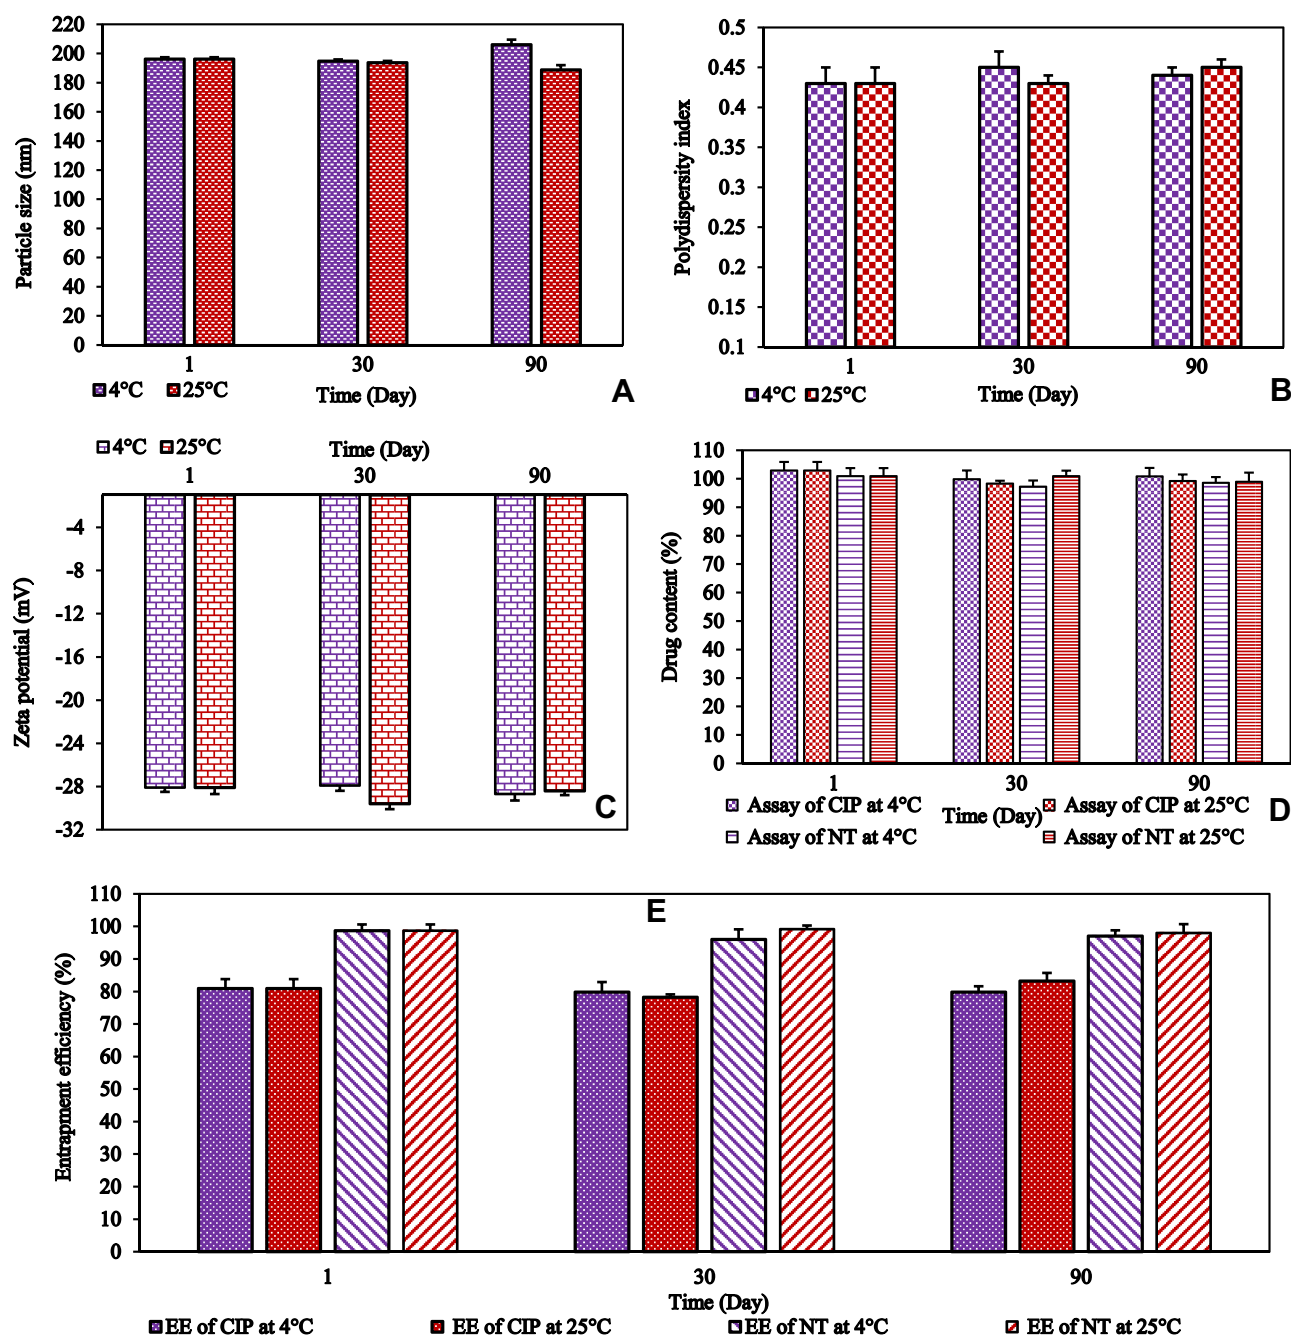 220
200
180
160
140
120
100
80
60
40
20
0
Particle size (nm)
1 30 90
4°C 25°C
Time (Day)
A
0.5
0.45
0.4
0.35
0.3
0.25
0.2
0.15
0.1
Polydispersity index
1 30 90
4°C 25°C
Time (Day)
B
4°C 25°C
Time (Day)
1 30 90
-4
-8
-12
-16
-20
-24
-28
-32
Zeta potential (mV)
C
110
100
90
80
70
60
50
40
30
20
10
0
Drug content (%)
1 30 90
Assay of CIP at 4°C Assay of CIP at 25°C
Time (Day)
Assay of NT at 4°C Assay of NT at 25°C
D
110
100
90
80
70
60
50
40
30
20
10
0
Entrapment efficiency (%)
E
1 30 90
Time (Day)
EE of CIP at 4°C EE of CIP at 25°C EE of NT at 4°C EE of NT at 25°C